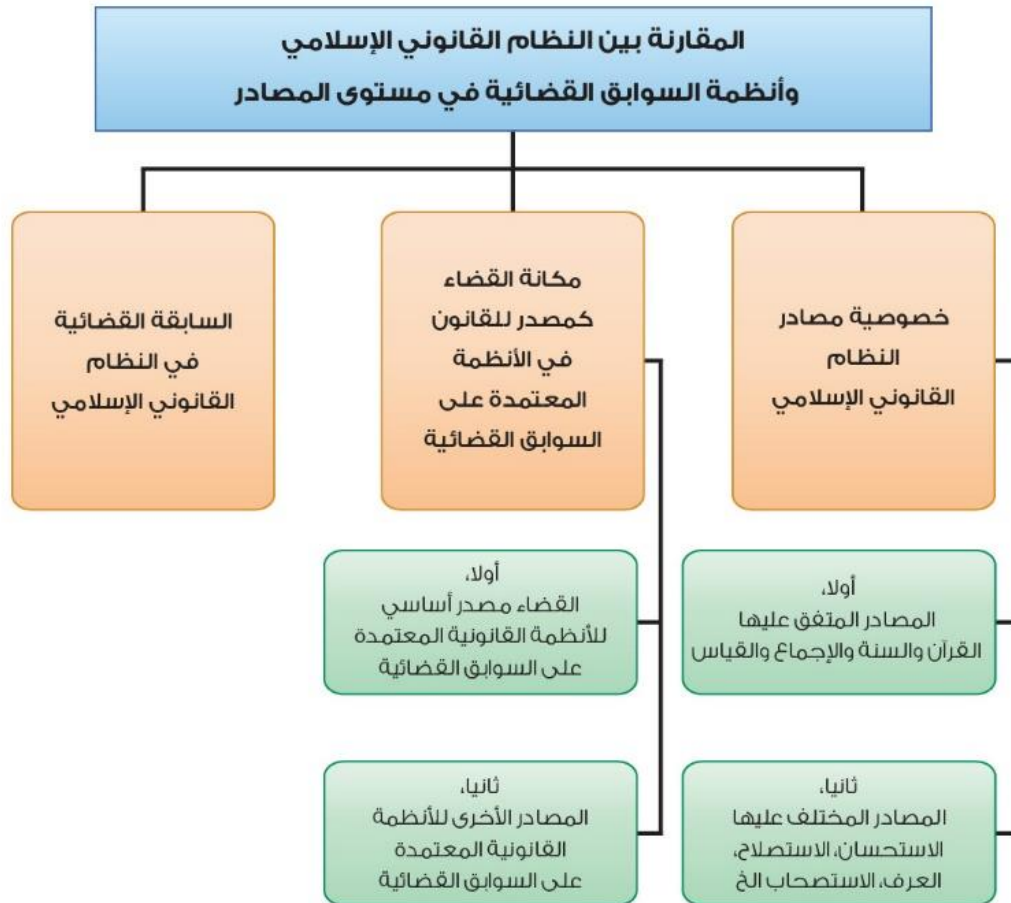 المقارنة بين النظام القانوني الإسلامي
وأنظمة السوابق القضائية في مستوى المصادر
خصوصية مصادر
النظام
القانوني الإسلامي
مكانة القضاء
كمصدر للقانون
في الأنظمة
المعتمدة على
السوابق القضائية
السابقة القضائية
في النظام
القانوني الإسلامي
أولا،
المصادر المتفق عليها
القرآن والسنة والإجماع والقياس
أولا،
القضاء مصدر أساسي
للأنظمة القانونية المعتمدة
على السوابق القضائية
ثانيا،
المصادر المختلف عليها
الاستحسان، الاستصلاح،
العرف، الاستصحاب الخ
ثانيا،
المصادر الأخرى للأنظمة
القانونية المعتمدة
على السوابق القضائية